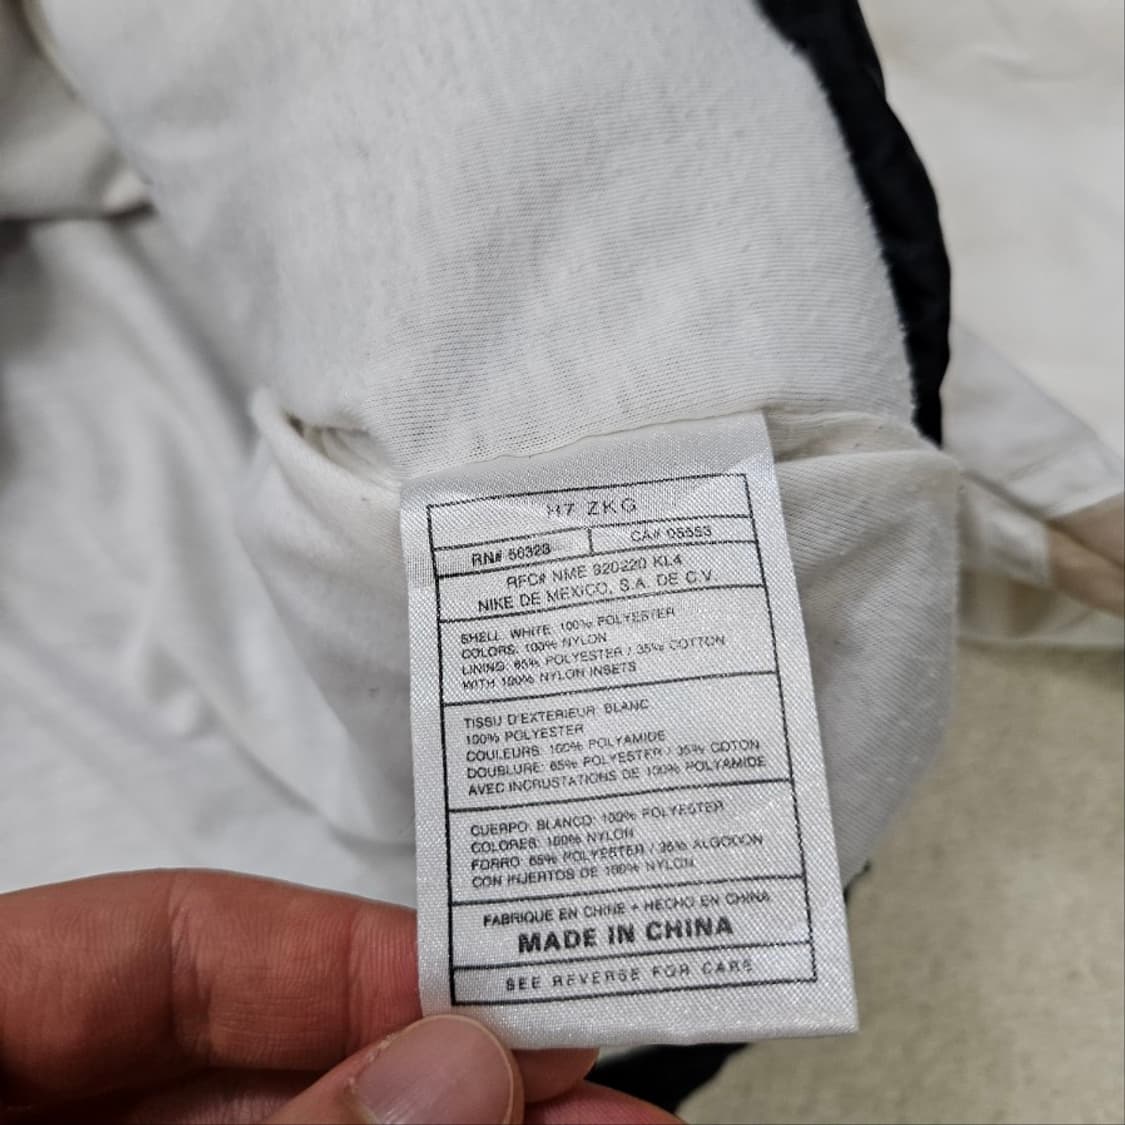 H7 ZKG
RN# 56323 CA# 05553
RFC# NME 920220 KL4
NIKE DE MEXICO, S.A. DE C.V.
SHELL WHITE: 100% POLYESTER
COLORS: 100% NYLON
LINING: 65% POLYESTER / 35% COTTON
WITH 100% NYLON INSETS
TISSU D'EXTERIEUR BLANC
100% POLYESTER
COULEURS: 100% POLYAMIDE
DOUBLURE: 65% POLYESTER / 35% COTON
AVEC INCRUSTATIONS DE 100% POLYAMIDE
CUERPO: BLANCO: 100% POLYESTER
COLORES: 100% NYLON
FORRO: 65% POLYESTER / 35% ALGODON
CON INJERTOS DE 100% NYLON
FABRIQUE EN CHINE • HECHO EN CHINA
MADE IN CHINA
SEE REVERSE FOR CARE